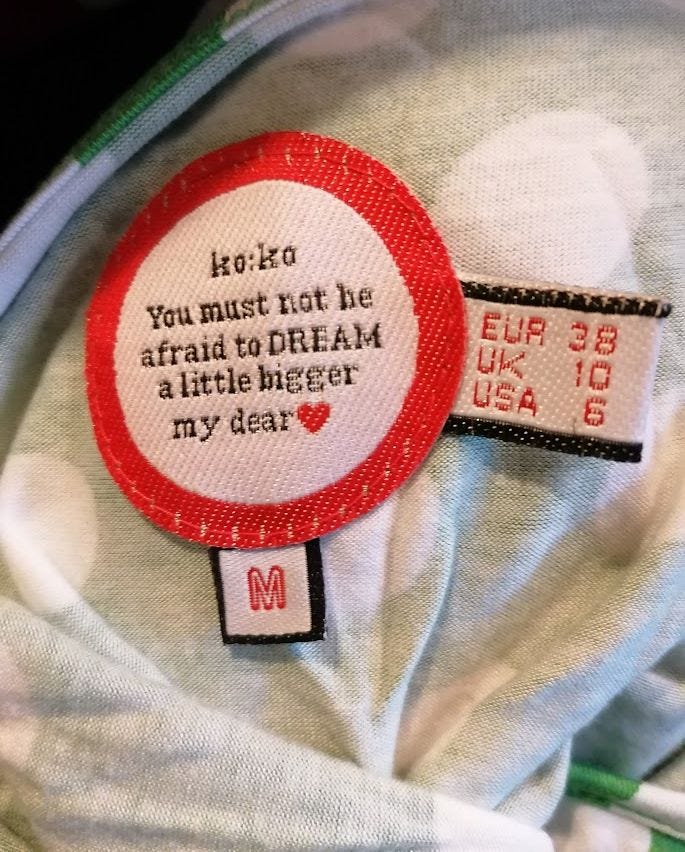 ko:ko
You must not be
afraid to DREAM
a little bigger
my dear♥
EUR 38
UK 10
USA 6
M